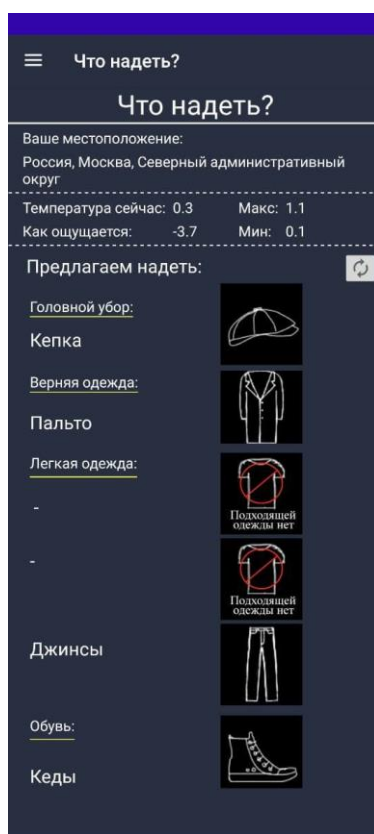 Что надеть?
Что надеть?
Ваше местоположение:
Россия, Москва, Северный административный
округ
Температура сейчас: 0.3 Макс: 1.1
Как ощущается: -3.7 Мин: 0.1
Предлагаем надеть:
Головной убор:
Кепка
Верняя одежда:
Пальто
Легкая одежда:
-
Подходящей
одежды нет
-
Подходящей
одежды нет
Джинсы
Обувь:
Кеды